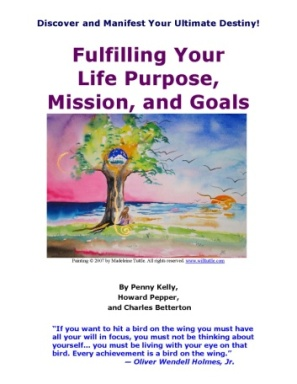 Discover and Manifest Your Ultimate Destiny!
Fulfilling Your
Life Purpose,
Mission, and Goals
Painting © 2007 by Madeleine Tuttle. All rights reserved. www.willtuttle.com
By Penny Kelly,
Howard Pepper,
and Charles Betterton
"If you want to hit a bird on the wing you must have
all your will in focus, you must not be thinking about
yourself... you must be living with your eye on that
bird. Every achievement is a bird on the wing."
— Oliver Wendell Holmes, Jr.